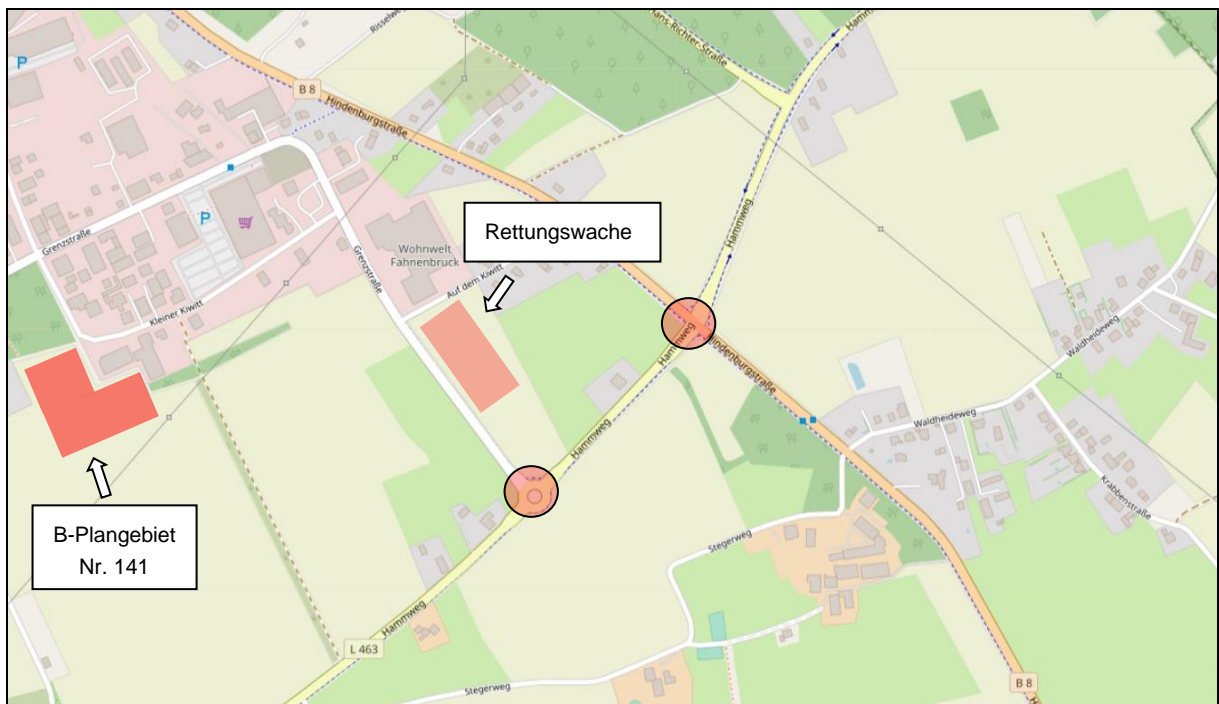 Risselweg
Hans-Richter-Straße
P
B 8
Hindenburgstraße
Grenzstraße
P
Rettungswache
Hammweg
Wohnwelt
Fahnenbruck
Grenzstraße
Auf dem Kiwitt
Kleiner Kiwitt
Hammweg
Hindenburgstraße
Waldheideweg
Waldheideweg
Hammweg
Krabbenstraße
B-Plangebiet
Nr. 141
Stegerweg
Hammweg
L 463
Stegerweg
B 8